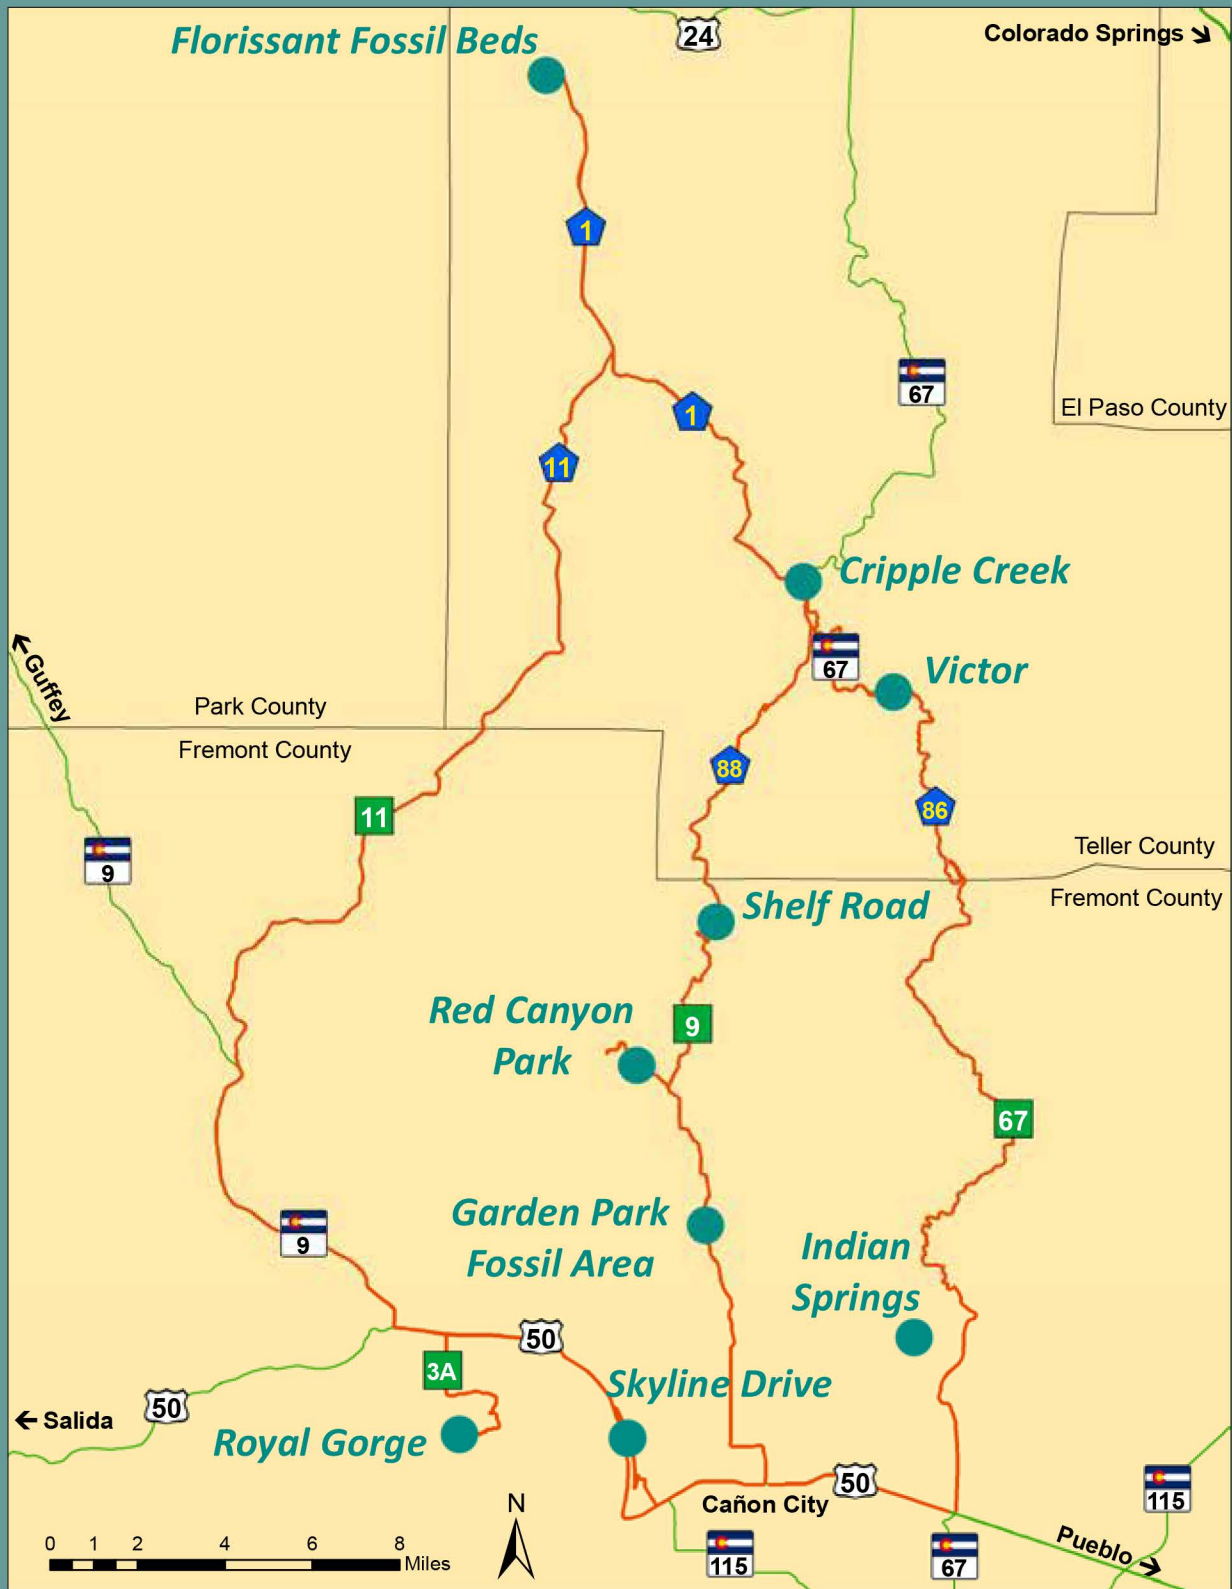 24
Colorado Springs
Florissant Fossil Beds
1
67
El Paso County
1
11
Cripple Creek
67
Victor
Guffey
Park County
Fremont County
88
86
11
9
Teller County
Fremont County
Shelf Road
Red Canyon
Park
9
67
Garden Park
Fossil Area
9
Indian
Springs
50
3A
50
Skyline Drive
Salida
Royal Gorge
50
Cañon City
115
N
Pueblo
115
67
0 1 2 4 6 8
Miles